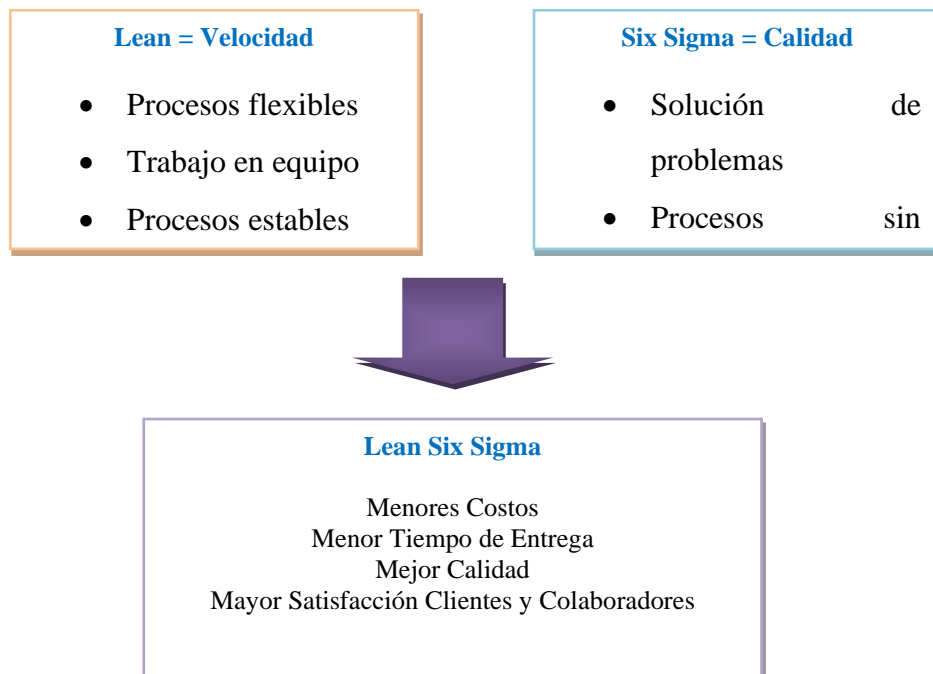 Lean = Velocidad
• Procesos flexibles
• Trabajo en equipo
• Procesos estables
Six Sigma = Calidad
• Solución de
problemas
• Procesos sin
Lean Six Sigma
Menores Costos
Menor Tiempo de Entrega
Mejor Calidad
Mayor Satisfacción Clientes y Colaboradores